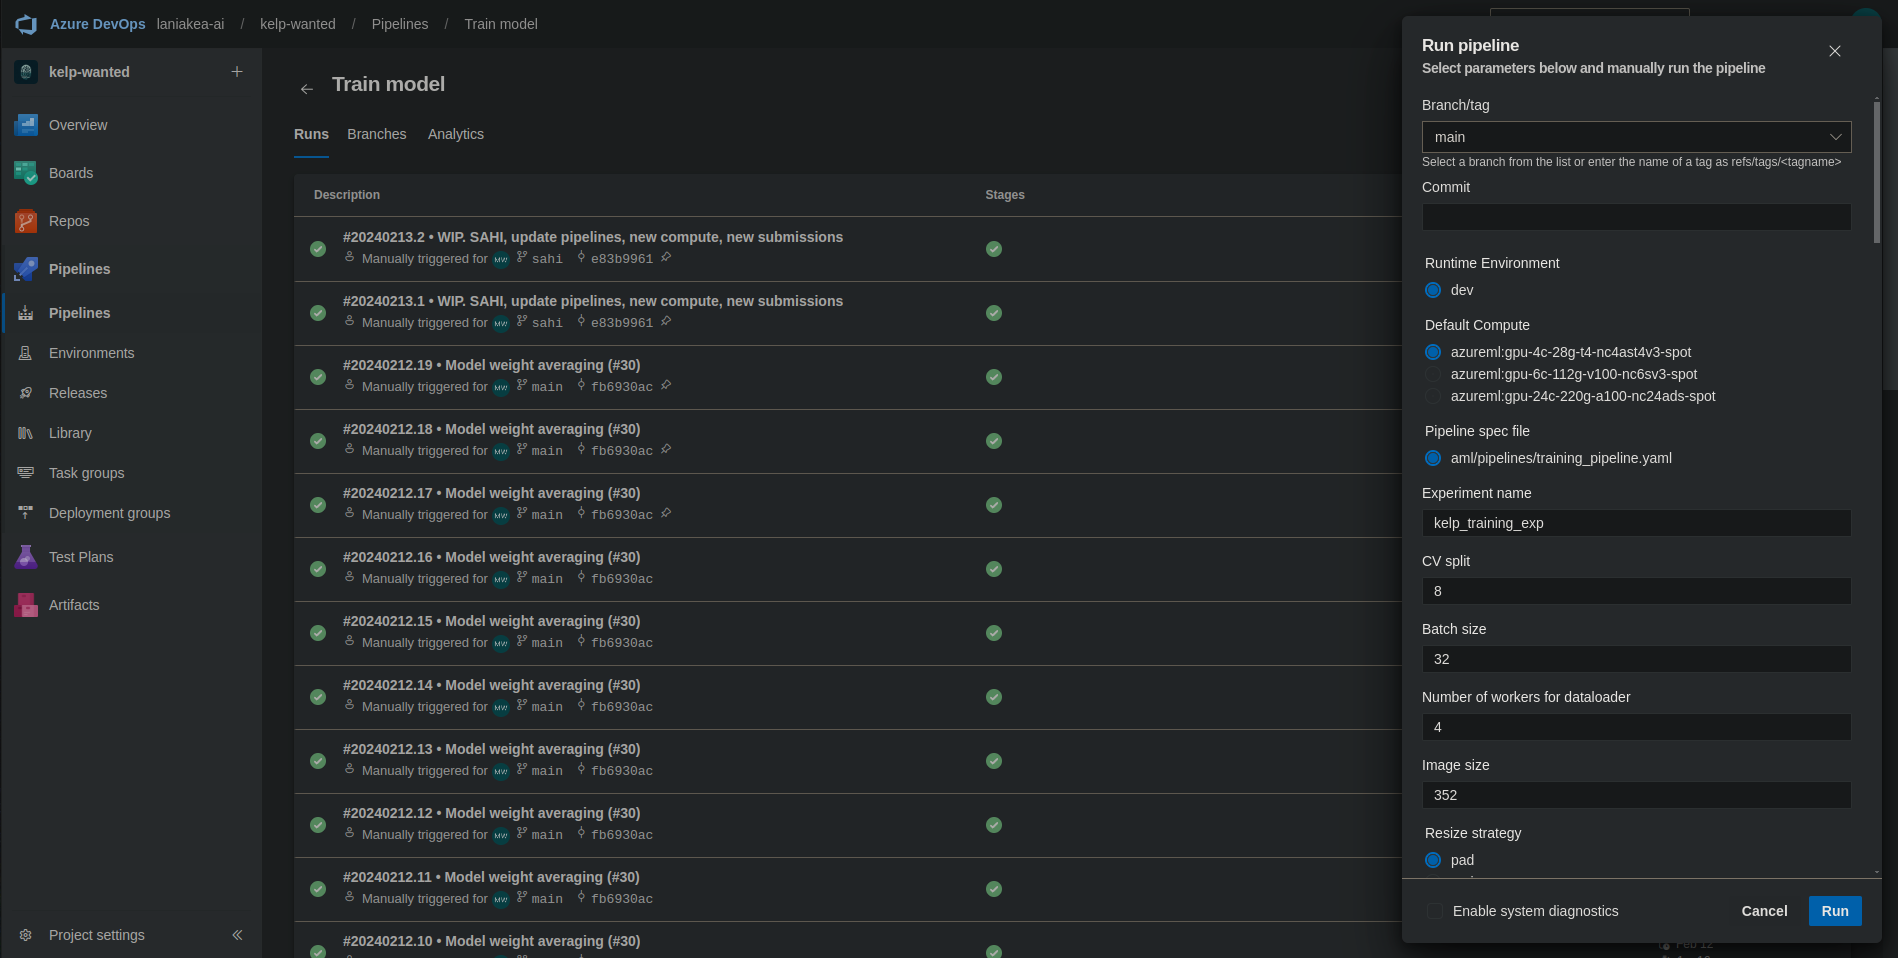 Azure DevOps laniakea-ai / kelp-wanted / Pipelines / Train model
kelp-wanted
Overview
Boards
Repos
Pipelines
Pipelines
Environments
Releases
Library
Task groups
Deployment groups
Test Plans
Artifacts
Project settings
Train model
Runs Branches Analytics
Description Stages
#20240213.2 • WIP. SAHI, update pipelines, new compute, new submissions
Manually triggered for MW sahi e83b9961
#20240213.1 • WIP. SAHI, update pipelines, new compute, new submissions
Manually triggered for MW sahi e83b9961
#20240212.19 • Model weight averaging (#30)
Manually triggered for MW main fb6930ac
#20240212.18 • Model weight averaging (#30)
Manually triggered for MW main fb6930ac
#20240212.17 • Model weight averaging (#30)
Manually triggered for MW main fb6930ac
#20240212.16 • Model weight averaging (#30)
Manually triggered for MW main fb6930ac
#20240212.15 • Model weight averaging (#30)
Manually triggered for MW main fb6930ac
#20240212.14 • Model weight averaging (#30)
Manually triggered for MW main fb6930ac
#20240212.13 • Model weight averaging (#30)
Manually triggered for MW main fb6930ac
#20240212.12 • Model weight averaging (#30)
Manually triggered for MW main fb6930ac
#20240212.11 • Model weight averaging (#30)
Manually triggered for MW main fb6930ac
#20240212.10 • Model weight averaging (#30)
Feb 12
Run pipeline
Select parameters below and manually run the pipeline
Branch/tag
main
Select a branch from the list or enter the name of a tag as refs/tags/<tagname>
Commit
Runtime Environment
dev
Default Compute
azureml:gpu-4c-28g-t4-nc4ast4v3-spot
azureml:gpu-6c-112g-v100-nc6sv3-spot
azureml:gpu-24c-220g-a100-nc24ads-spot
Pipeline spec file
aml/pipelines/training_pipeline.yaml
Experiment name
kelp_training_exp
CV split
8
Batch size
32
Number of workers for dataloader
4
Image size
352
Resize strategy
pad
Enable system diagnostics Cancel Run